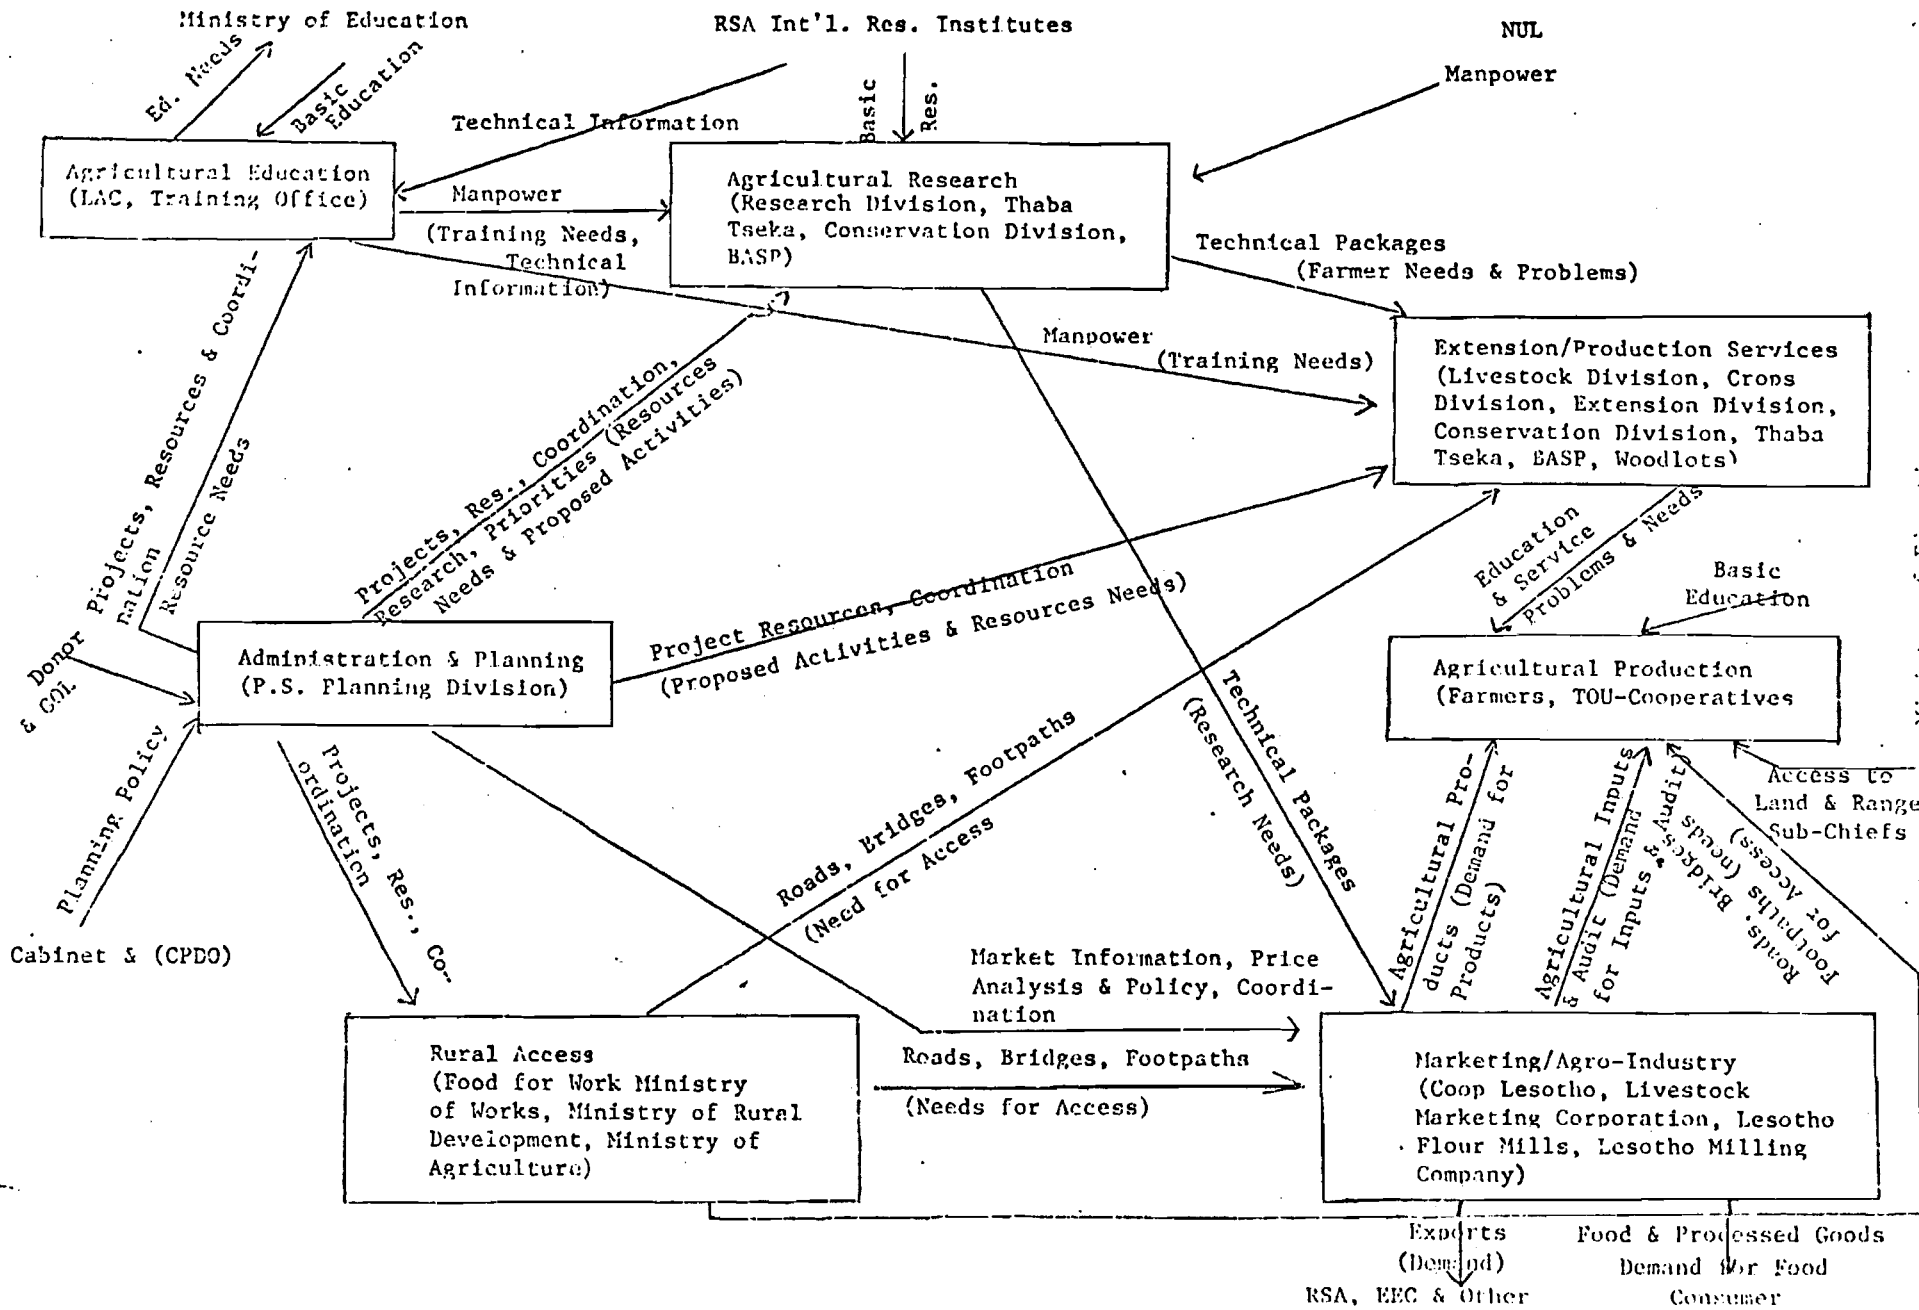 Ministry of Education
RSA Int'l. Res. Institutes
NUL
Manpower
Ed. Needs
Basic
Education
Technical Information
Basic
Res.
Agricultural Education
(LAC, Training Office)
Manpower
(Training Needs,
Technical
Information)
Agricultural Research
(Research Division, Thaba
Tseka, Conservation Division,
BASP)
Technical Packages
(Farmer Needs & Problems)
Manpower
(Training Needs)
Extension/Production Services
(Livestock Division, Crops
Division, Extension Division,
Conservation Division, Thaba
Tseka, BASP, Woodlots)
Projects, Resources & Coordi-
nation
Resource Needs
Projects, Res., Coordination,
Research, Priorities (Resources
Needs & Proposed Activities)
Project Resources, Coordination
(Proposed Activities & Resources Needs)
Education
& Service
Problems & Needs
Basic
Education
Donor
& GOL
Administration & Planning
(P.S. Planning Division)
Agricultural Production
(Farmers, TOU-Cooperatives
Planning Policy
Cabinet & (CPDO)
Projects, Res., Co-
ordination
Roads, Bridges, Footpaths
(Need for Access
Technical Packages
(Research Needs)
Agricultural Pro-
ducts (Demand for
Products)
Agricultural Inputs
& Audit (Demand
for Inputs & Audit)
Roads, Bridges,
Footpaths (needs
for Access)
Access to
Land & Range
Sub-Chiefs
Market Information, Price
Analysis & Policy, Coordi-
nation
Roads, Bridges, Footpaths
(Needs for Access)
Rural Access
(Food for Work Ministry
of Works, Ministry of Rural
Development, Ministry of
Agriculture)
Marketing/Agro-Industry
(Coop Lesotho, Livestock
Marketing Corporation, Lesotho
Flour Mills, Lesotho Milling
Company)
Exports
(Demand)
RSA, EEC & Other
Food & Processed Goods
Demand for Food
Consumer